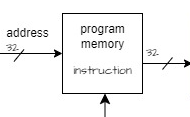 address
32
program
memory
instruction
32